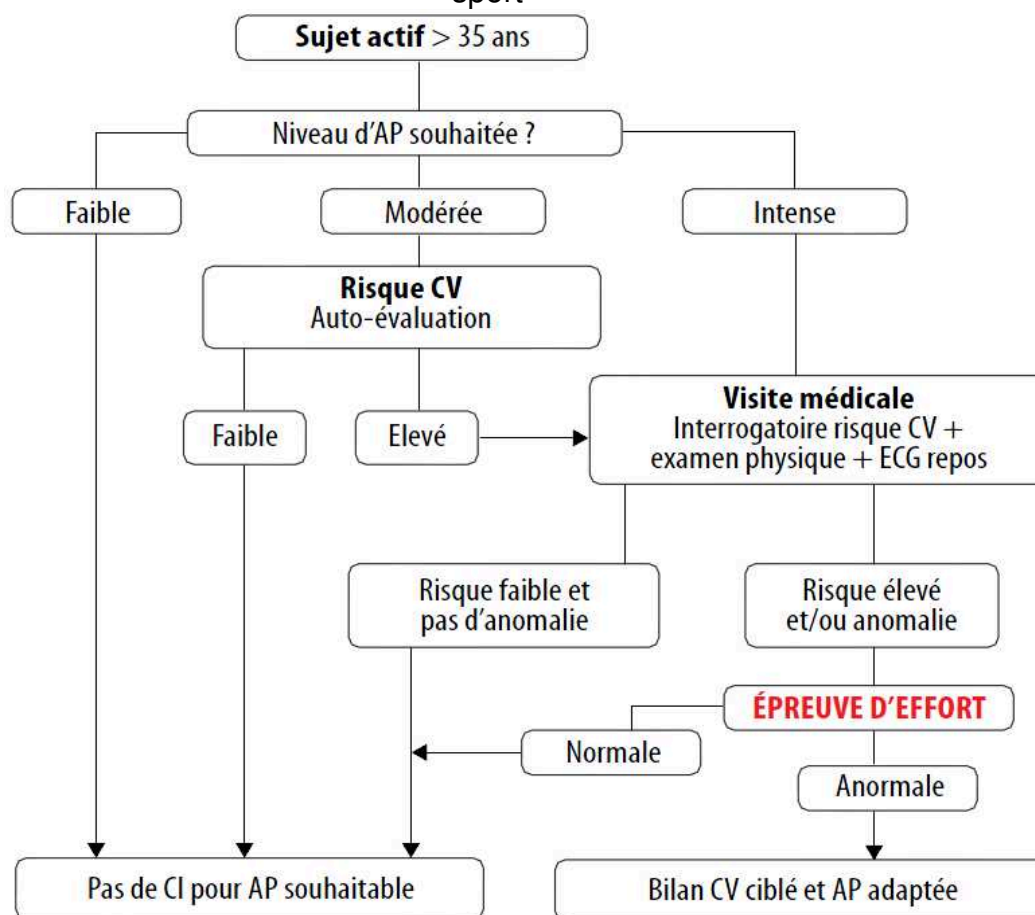 sport
Sujet actif > 35 ans
Niveau d'AP souhaitée ?
Faible
Modérée
Intense
Risque CV
Auto-évaluation
Faible
Elevé
Visite médicale
Interrogatoire risque CV +
examen physique + ECG repos
Risque faible et
pas d'anomalie
Risque élevé
et/ou anomalie
ÉPREUVE D'EFFORT
Normale
Anormale
Pas de CI pour AP souhaitable
Bilan CV ciblé et AP adaptée